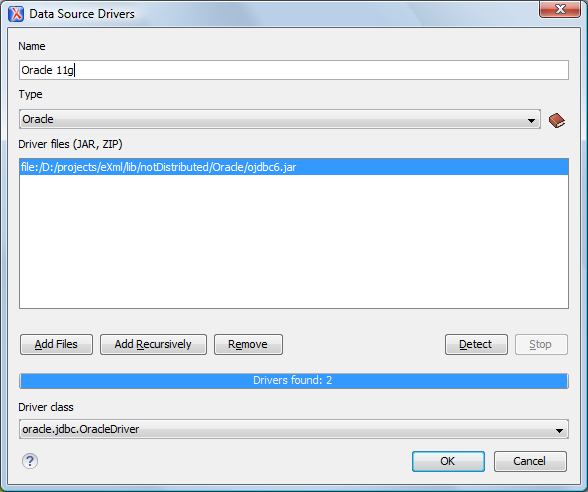 Data Source Drivers
Name
Oracle 11g
Type
Oracle
Driver files (JAR, ZIP)
file:/D:/projects/eXml/lib/notDistributed/Oracle/ojdbc6.jar
Add Files Add Recursively Remove Detect Stop
Drivers found: 2
Driver class
oracle.jdbc.OracleDriver
? OK Cancel